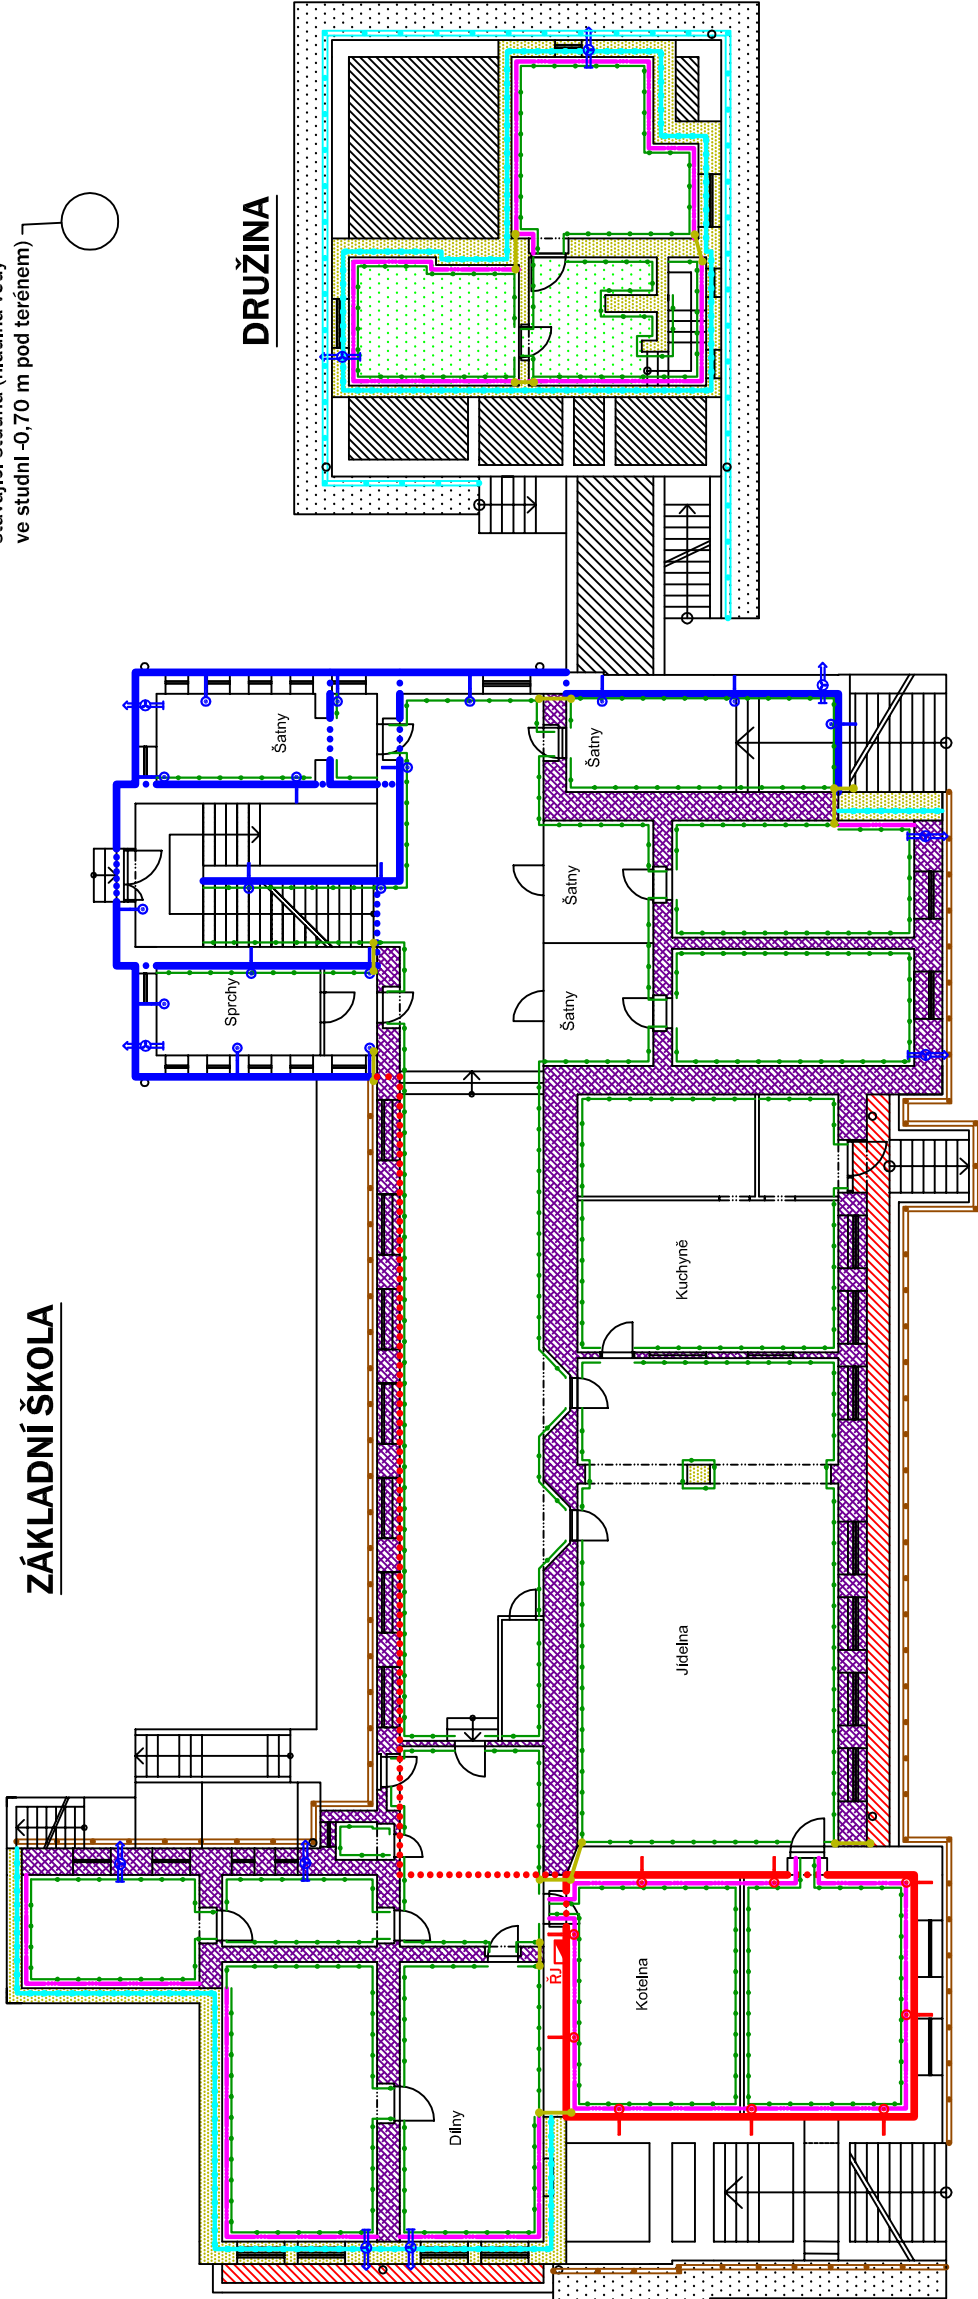 ve studni -0,70 m pod terénem)
DRUŽINA
ZÁKLADNÍ ŠKOLA
Šatny
Šatny
Šatny
Šatny
Sprchy
Kuchyně
Jídelna
Kotelna
ŘJ
Dílny